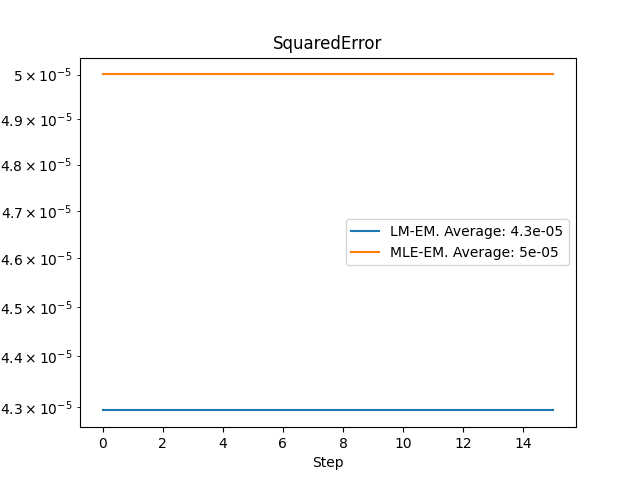 SquaredError
5 × 10⁻⁵
4.9 × 10⁻⁵
4.8 × 10⁻⁵
4.7 × 10⁻⁵
4.6 × 10⁻⁵
4.5 × 10⁻⁵
4.4 × 10⁻⁵
4.3 × 10⁻⁵
LM-EM. Average: 4.3e-05
MLE-EM. Average: 5e-05
0 2 4 6 8 10 12 14
Step